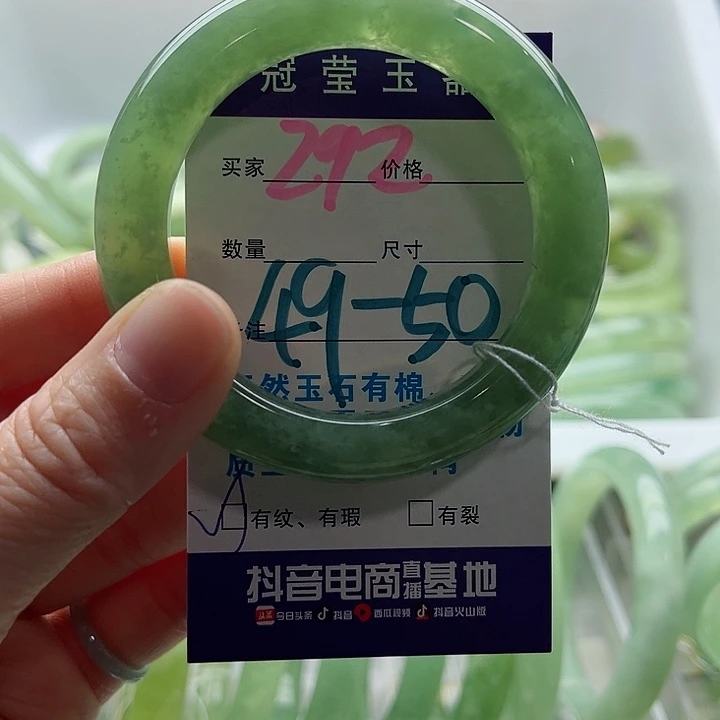 冠莹玉器
买家 292 价格
数量 尺寸
49-50
注
然玉石有棉
有纹、有瑕 有裂
抖音电商直播基地
头条 今日头条 抖音 西瓜视频 抖音火山版